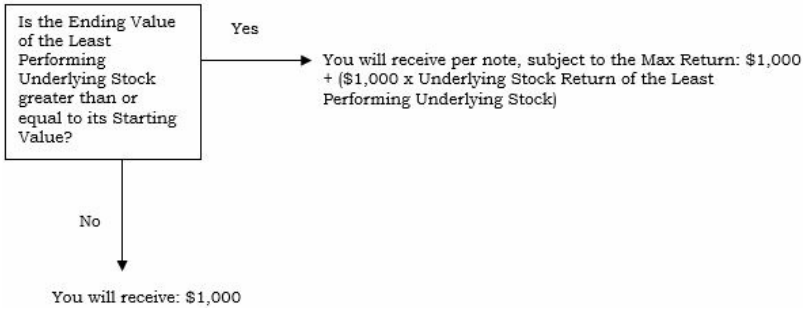 Is the Ending Value
of the Least
Performing
Underlying Stock
greater than or
equal to its Starting
Value?
Yes
You will receive per note, subject to the Max Return: $1,000
+ ($1,000 x Underlying Stock Return of the Least
Performing Underlying Stock)
No
You will receive: $1,000